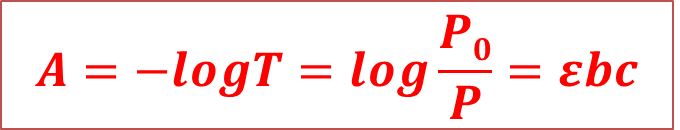 A = −logT = log P₀/P = εbc